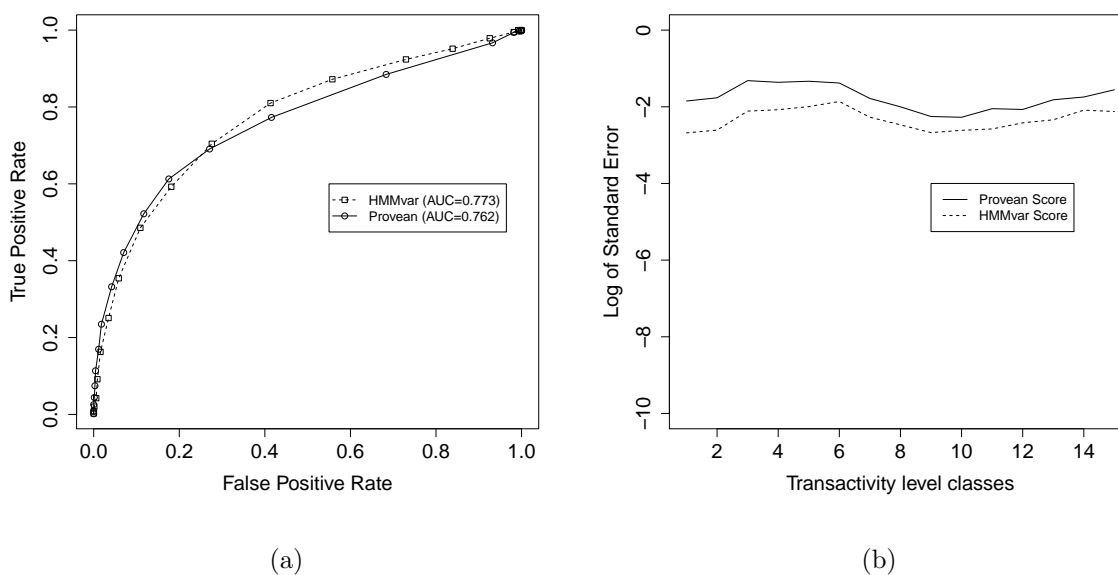 1.0
0.8
0.6
0.4
0.2
0.0
True Positive Rate
HMMvar (AUC=0.773)
Provean (AUC=0.762)
0.0 0.2 0.4 0.6 0.8 1.0
False Positive Rate
(a)
0
−2
−4
−6
−8
−10
Log of Standard Error
Provean Score
HMMvar Score
2 4 6 8 10 12 14
Transactivity level classes
(b)